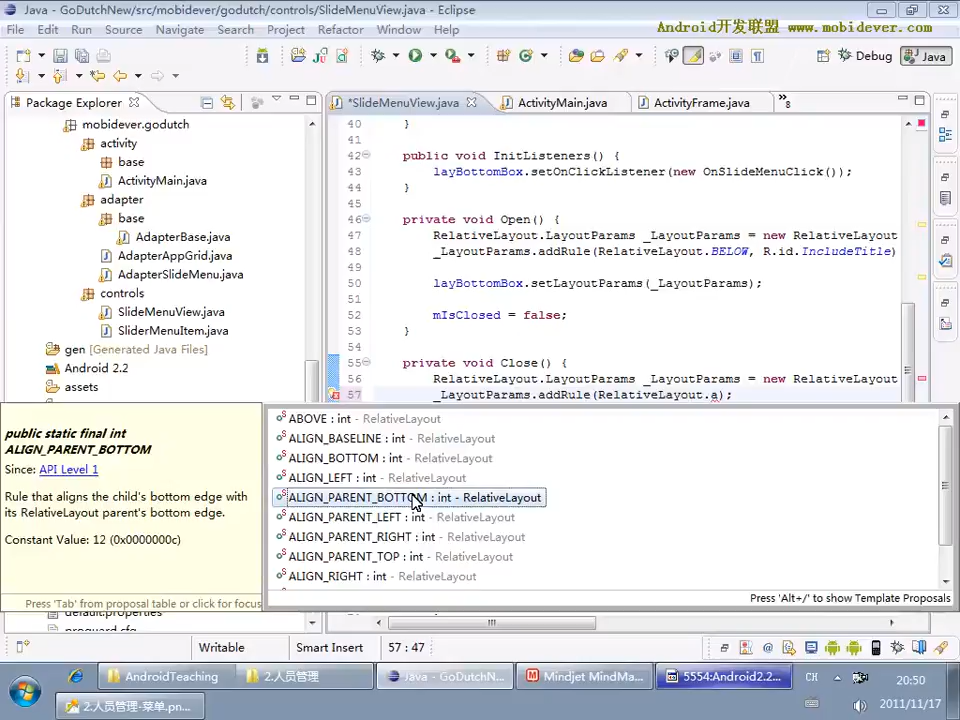 Java - GoDutchNew/src/mobidever/godutch/controls/SlideMenuView.java - Eclipse
File Edit Run Source Navigate Search Project Refactor Window Help
Android开发联盟 www.mobidever.com
Debug Java
Package Explorer
*SlideMenuView.java ActivityMain.java ActivityFrame.java »8
mobidever.godutch
activity
base
ActivityMain.java
adapter
base
AdapterBase.java
AdapterAppGrid.java
AdapterSlideMenu.java
controls
SlideMenuView.java
SliderMenuItem.java
gen [Generated Java Files]
Android 2.2
assets
default.properties
proguard.cfg
40 }
41
42 public void InitListeners() {
43 layBottomBox.setOnClickListener(new OnSlideMenuClick());
44 }
45
46 private void Open() {
47 RelativeLayout.LayoutParams _LayoutParams = new RelativeLayout
48 _LayoutParams.addRule(RelativeLayout.BELOW, R.id.IncludeTitle)
49
50 layBottomBox.setLayoutParams(_LayoutParams);
51
52 mIsClosed = false;
53 }
54
55 private void Close() {
56 RelativeLayout.LayoutParams _LayoutParams = new RelativeLayout
57 _LayoutParams.addRule(RelativeLayout.a);
public static final int
ALIGN_PARENT_BOTTOM
Since: API Level 1
Rule that aligns the child's bottom edge with
its RelativeLayout parent's bottom edge.
Constant Value: 12 (0x0000000c)
Press 'Tab' from proposal table or click for focus
ABOVE : int - RelativeLayout
ALIGN_BASELINE : int - RelativeLayout
ALIGN_BOTTOM : int - RelativeLayout
ALIGN_LEFT : int - RelativeLayout
ALIGN_PARENT_BOTTOM : int - RelativeLayout
ALIGN_PARENT_LEFT : int - RelativeLayout
ALIGN_PARENT_RIGHT : int - RelativeLayout
ALIGN_PARENT_TOP : int - RelativeLayout
ALIGN_RIGHT : int - RelativeLayout
Press 'Alt+/' to show Template Proposals
Writable Smart Insert 57 : 47
AndroidTeaching 2.人员管理 Java - GoDutchN... Mindjet MindMa... 5554:Android2.2... CH 20:50
2.人员管理-菜单.pn... 2011/11/17